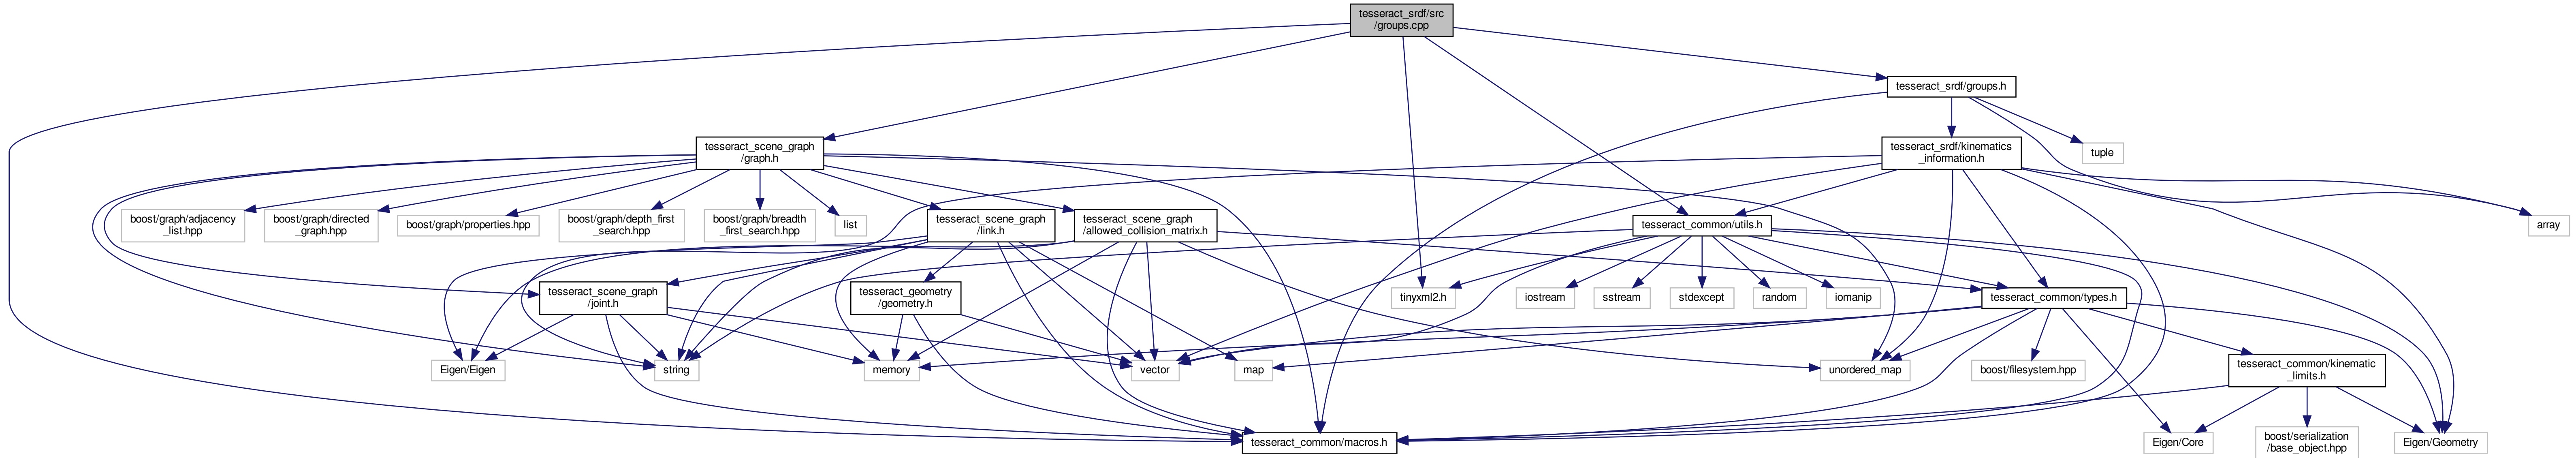 tesseract_srdf/src
/groups.cpp
tesseract_srdf/groups.h
tesseract_scene_graph
/graph.h
tesseract_srdf/kinematics
_information.h
tuple
boost/graph/adjacency
_list.hpp
boost/graph/directed
_graph.hpp
boost/graph/properties.hpp
boost/graph/depth_first
_search.hpp
boost/graph/breadth
_first_search.hpp
list
tesseract_scene_graph
/link.h
tesseract_scene_graph
/allowed_collision_matrix.h
tesseract_common/utils.h
array
tesseract_scene_graph
/joint.h
tesseract_geometry
/geometry.h
tinyxml2.h
iostream
sstream
stdexcept
random
iomanip
tesseract_common/types.h
Eigen/Eigen
string
memory
vector
map
unordered_map
boost/filesystem.hpp
tesseract_common/kinematic
_limits.h
tesseract_common/macros.h
Eigen/Core
boost/serialization
/base_object.hpp
Eigen/Geometry